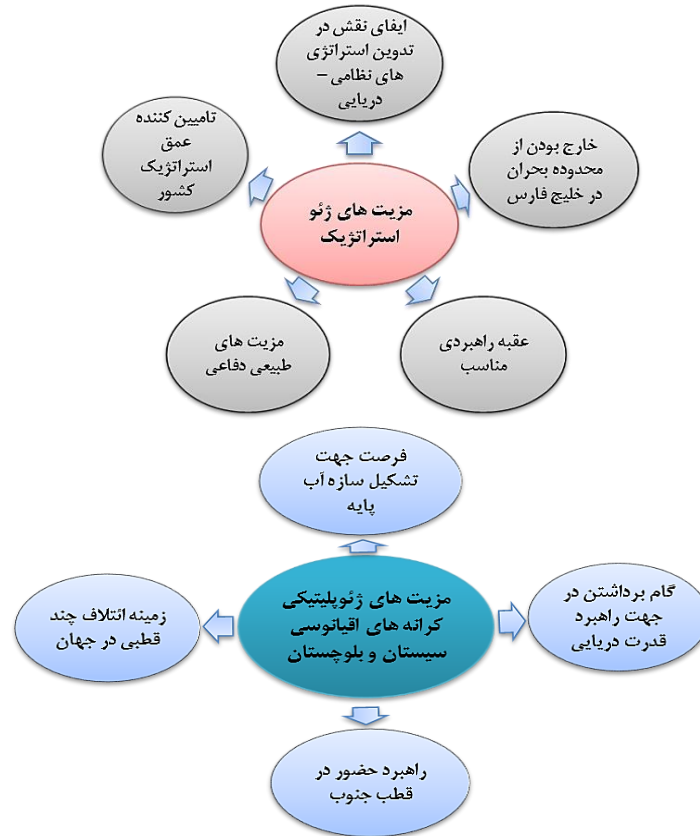 ایفای نقش در
تدوین استراتژی
های نظامی –
دریایی
تامیین کننده
عمق
استراتژیک
کشور
خارج بودن از
محدوده بحران
در خلیج فارس
مزیت های ژئو
استراتژیک
مزیت های
طبیعی دفاعی
عقبه راهبردی
مناسب
فرصت جهت
تشکیل سازه آب
پایه
مزیت های ژئوپلیتیکی
کرانه های اقیانوسی
سیستان و بلوچستان
گام برداشتن در
جهت راهبرد
قدرت دریایی
زمینه ائتلاف چند
قطبی در جهان
راهبرد حضور در
قطب جنوب